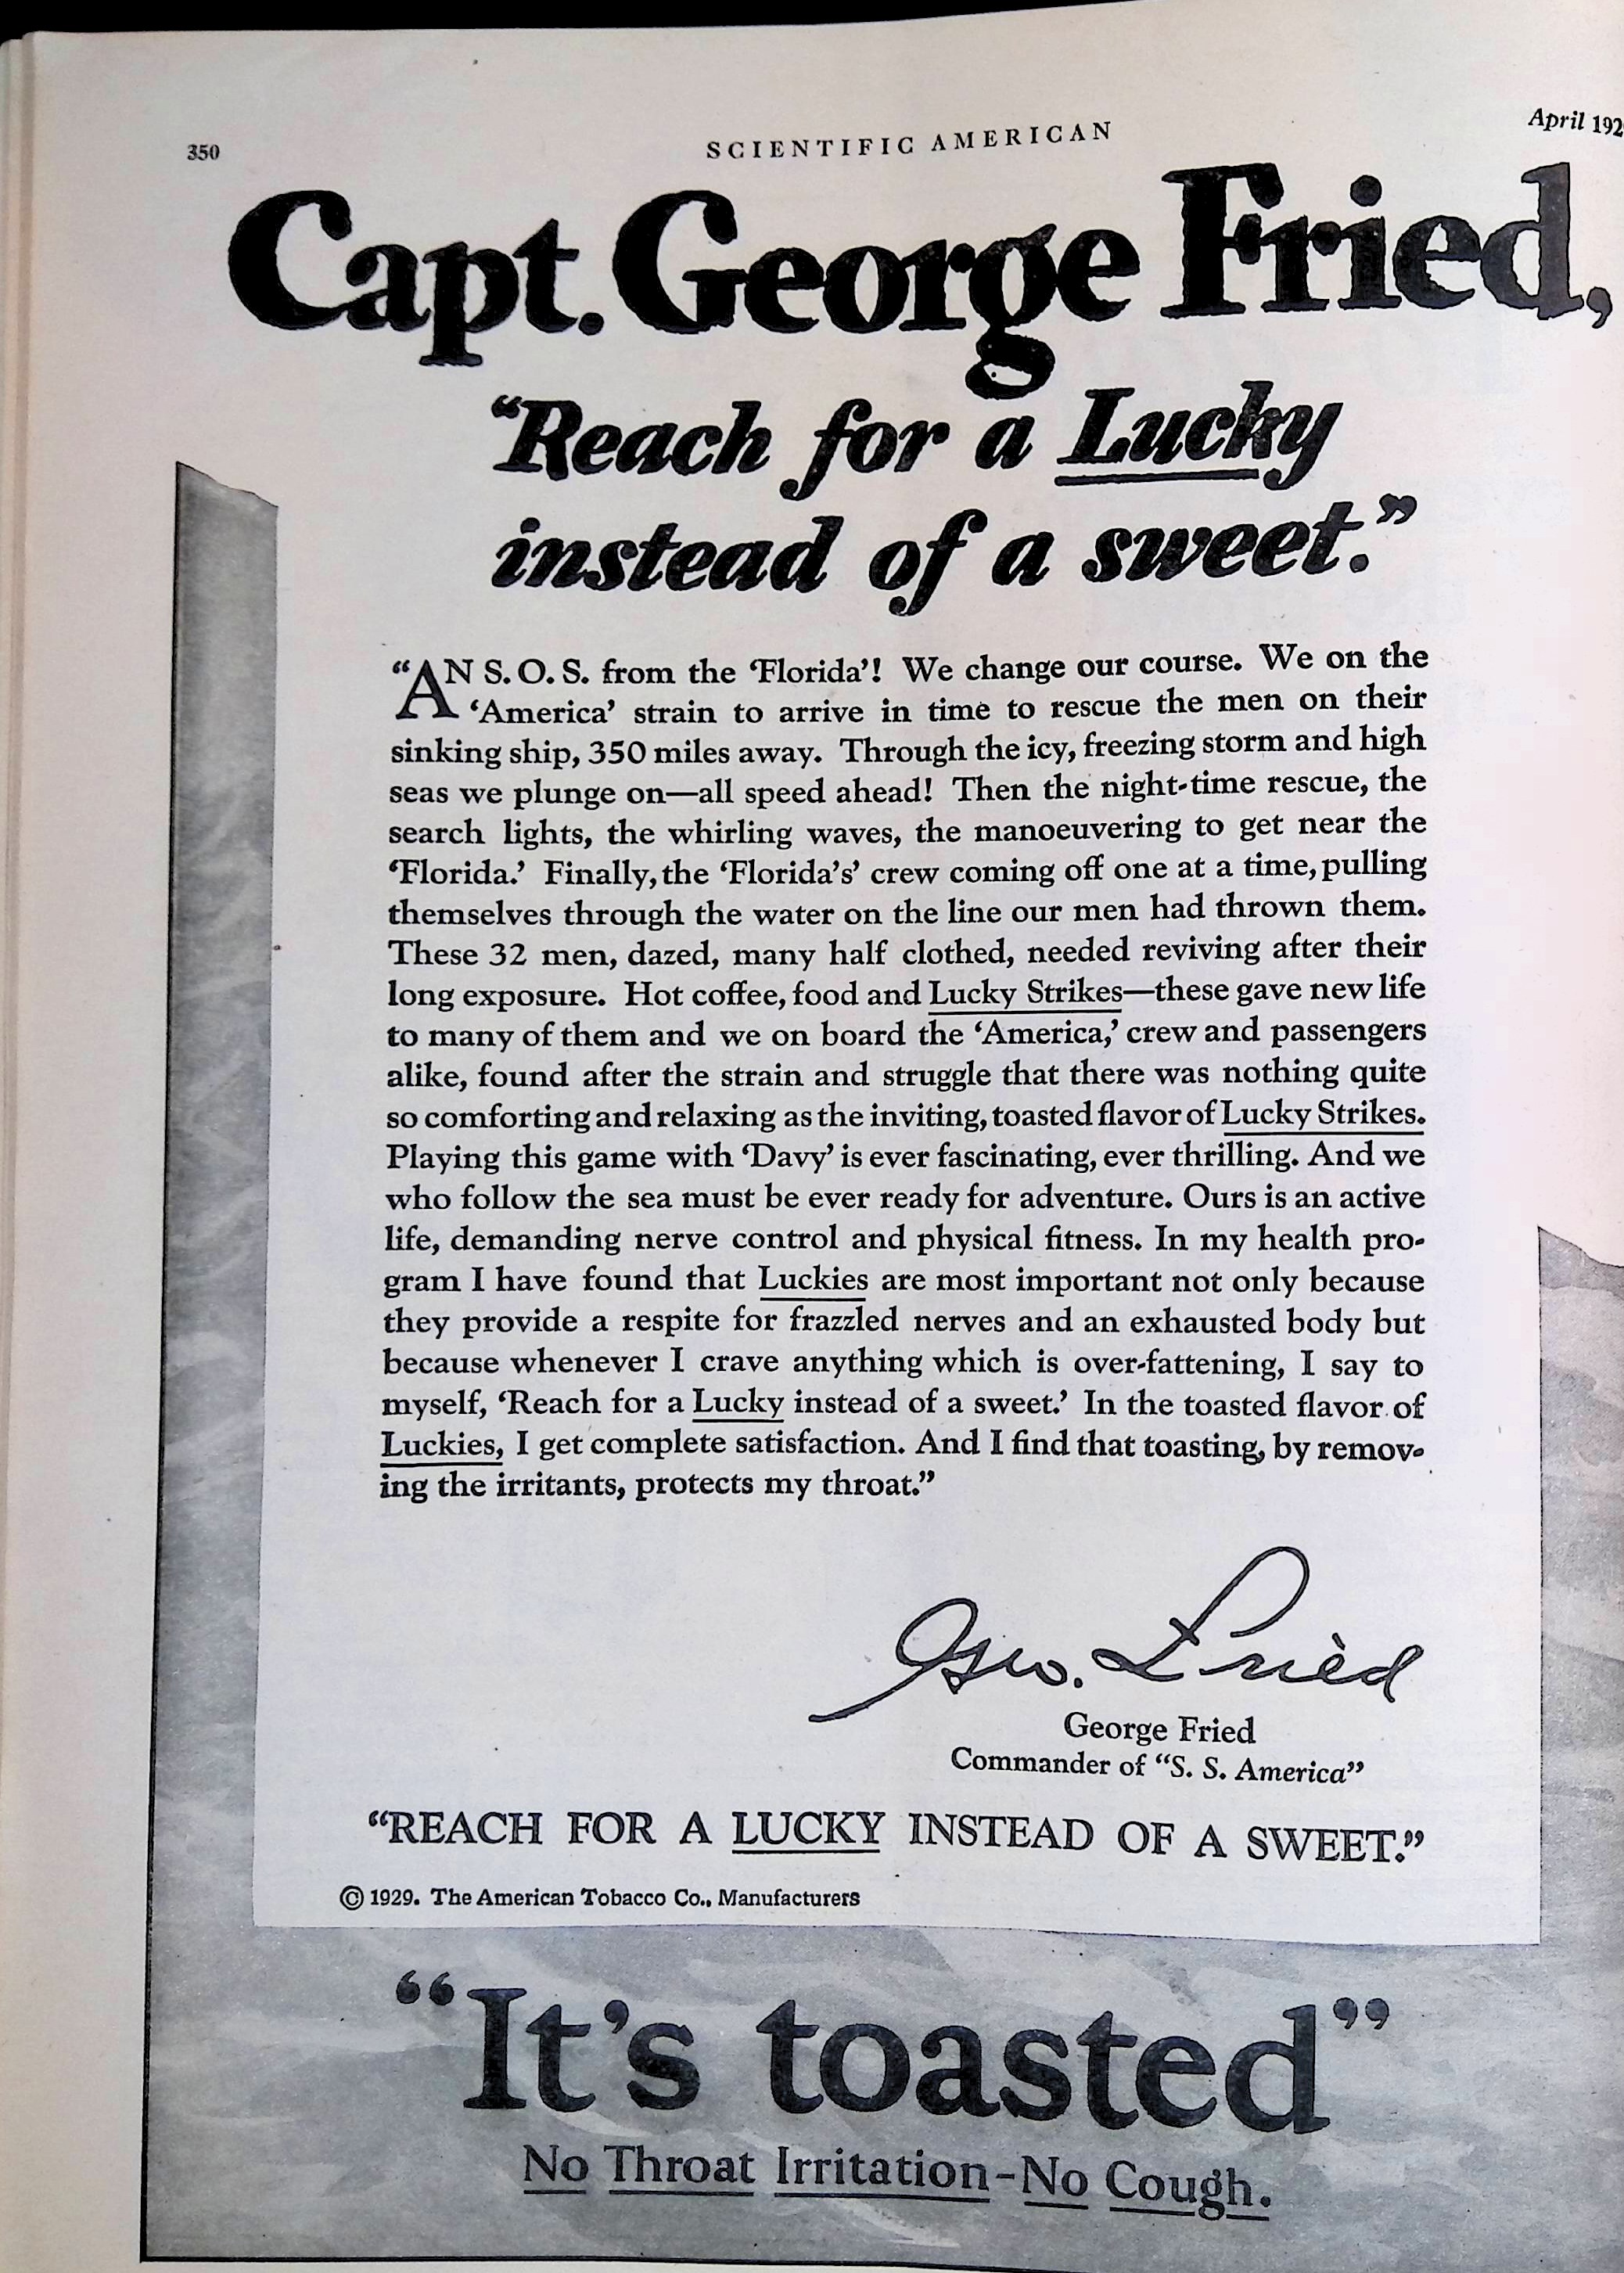 350
SCIENTIFIC AMERICAN
April 192
Capt. George Fried,
“Reach for a Lucky
instead of a sweet.”
“AN S. O. S. from the ‘Florida’! We change our course. We on the
‘America’ strain to arrive in time to rescue the men on their
sinking ship, 350 miles away. Through the icy, freezing storm and high
seas we plunge on—all speed ahead! Then the night-time rescue, the
search lights, the whirling waves, the manoeuvering to get near the
‘Florida.’ Finally, the ‘Florida's’ crew coming off one at a time, pulling
themselves through the water on the line our men had thrown them.
These 32 men, dazed, many half clothed, needed reviving after their
long exposure. Hot coffee, food and Lucky Strikes—these gave new life
to many of them and we on board the ‘America,’ crew and passengers
alike, found after the strain and struggle that there was nothing quite
so comforting and relaxing as the inviting, toasted flavor of Lucky Strikes.
Playing this game with ‘Davy’ is ever fascinating, ever thrilling. And we
who follow the sea must be ever ready for adventure. Ours is an active
life, demanding nerve control and physical fitness. In my health pro-
gram I have found that Luckies are most important not only because
they provide a respite for frazzled nerves and an exhausted body but
because whenever I crave anything which is over-fattening, I say to
myself, ‘Reach for a Lucky instead of a sweet.’ In the toasted flavor of
Luckies, I get complete satisfaction. And I find that toasting, by remov-
ing the irritants, protects my throat.”
Geo. Fried
George Fried
Commander of “S. S. America”
“REACH FOR A LUCKY INSTEAD OF A SWEET.”
© 1929. The American Tobacco Co., Manufacturers
“It's toasted”
No Throat Irritation-No Cough.